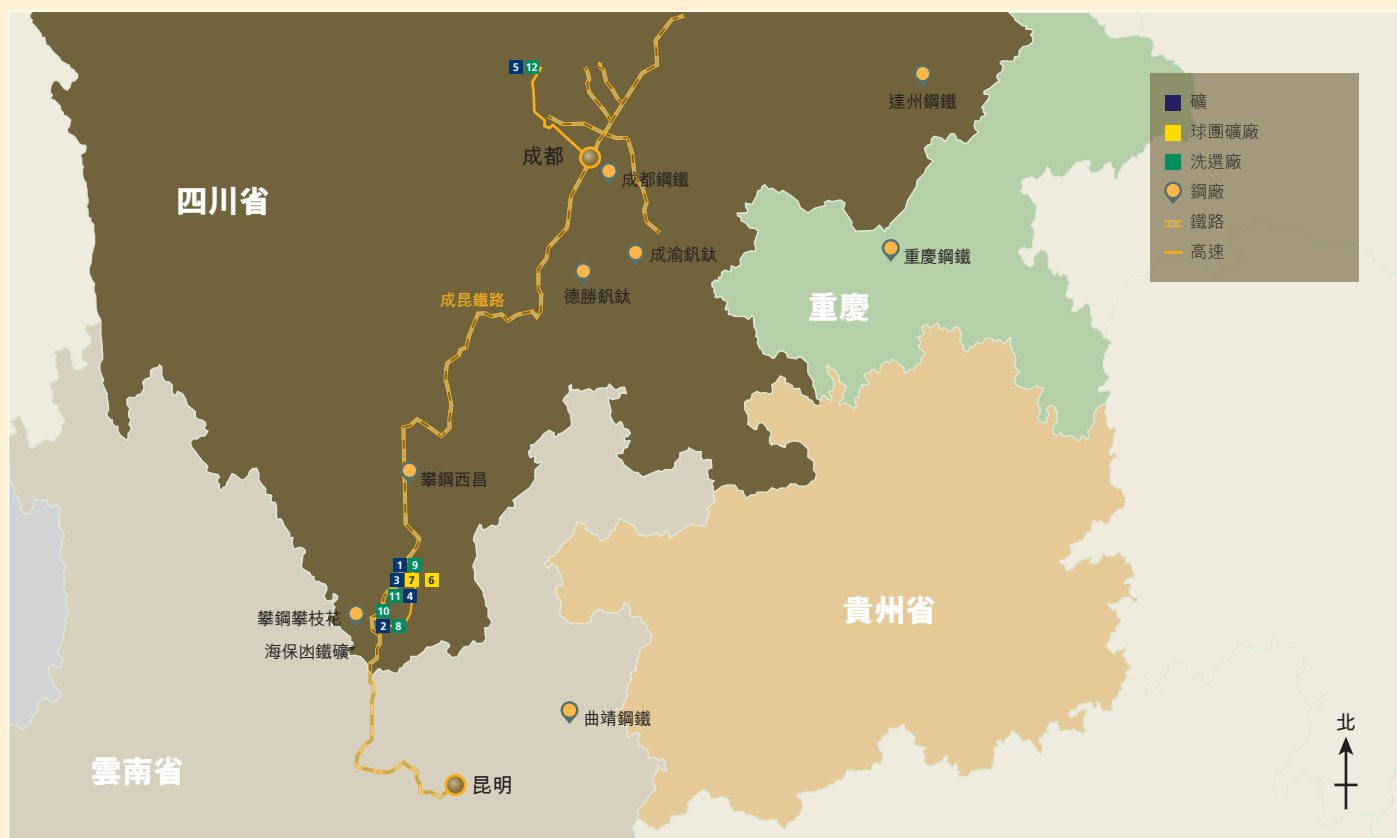 5 12
達州鋼鐵
礦
球團礦廠
洗選廠
鋼廠
鐵路
高速
成都
成都鋼鐵
四川省
成渝釩鈦
重慶鋼鐵
德勝釩鈦
成昆鐵路
重慶
攀鋼西昌
1 9
3 7 6
11 4
10
2 8
攀鋼攀枝花
海保凼鐵礦*
貴州省
曲靖鋼鐵
北
雲南省
昆明